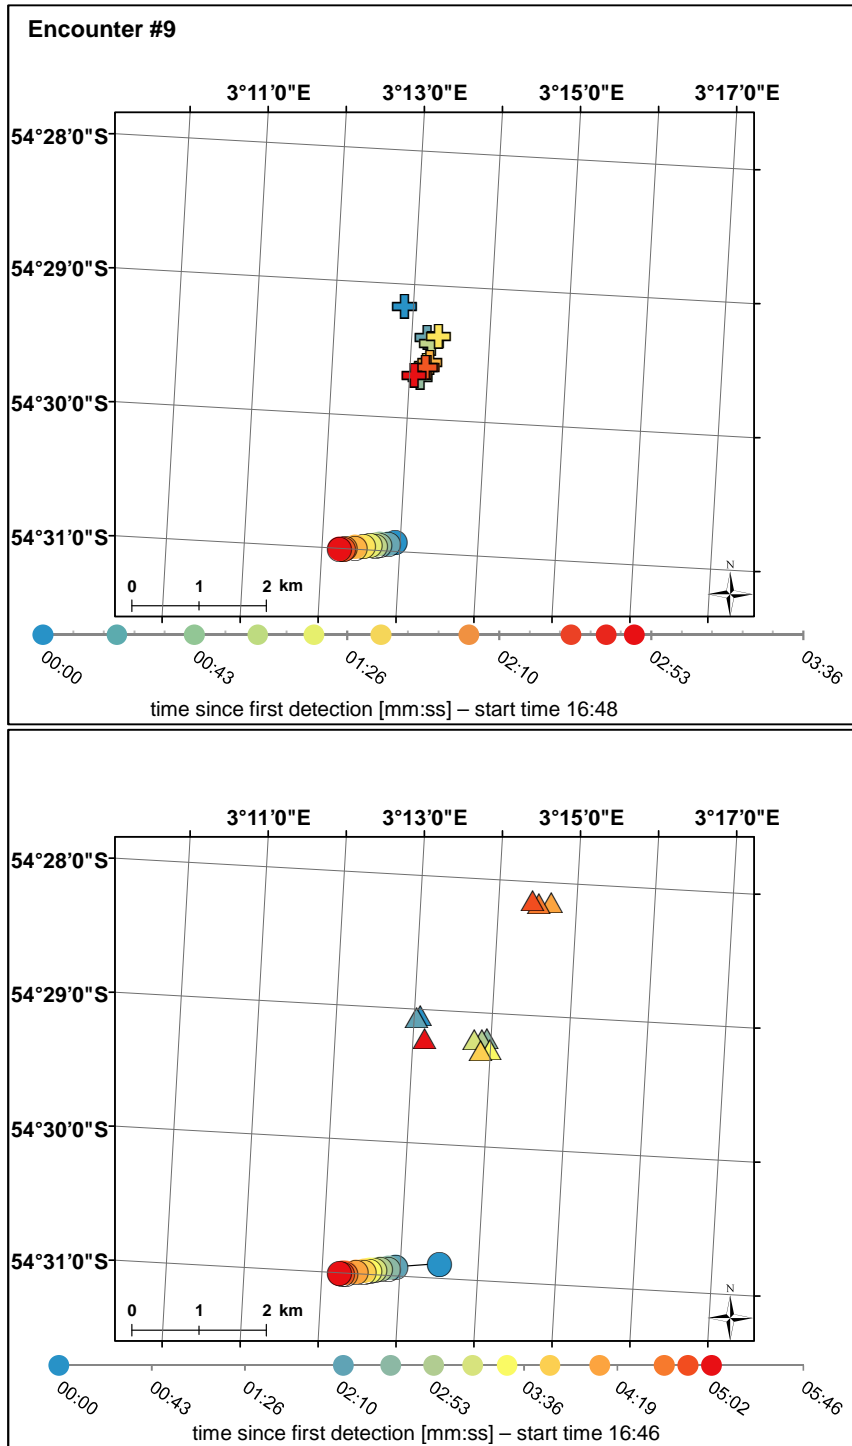 Encounter #9
3°11'0"E 3°13'0"E 3°15'0"E 3°17'0"E
54°28'0"S
54°29'0"S
54°30'0"S
54°31'0"S
N
0 1 2 km
00:00 00:43 01:26 02:10 02:53 03:36
time since first detection [mm:ss] – start time 16:48
3°11'0"E 3°13'0"E 3°15'0"E 3°17'0"E
54°28'0"S
54°29'0"S
54°30'0"S
54°31'0"S
N
0 1 2 km
00:00 00:43 01:26 02:10 02:53 03:36 04:19 05:02 05:46
time since first detection [mm:ss] – start time 16:46